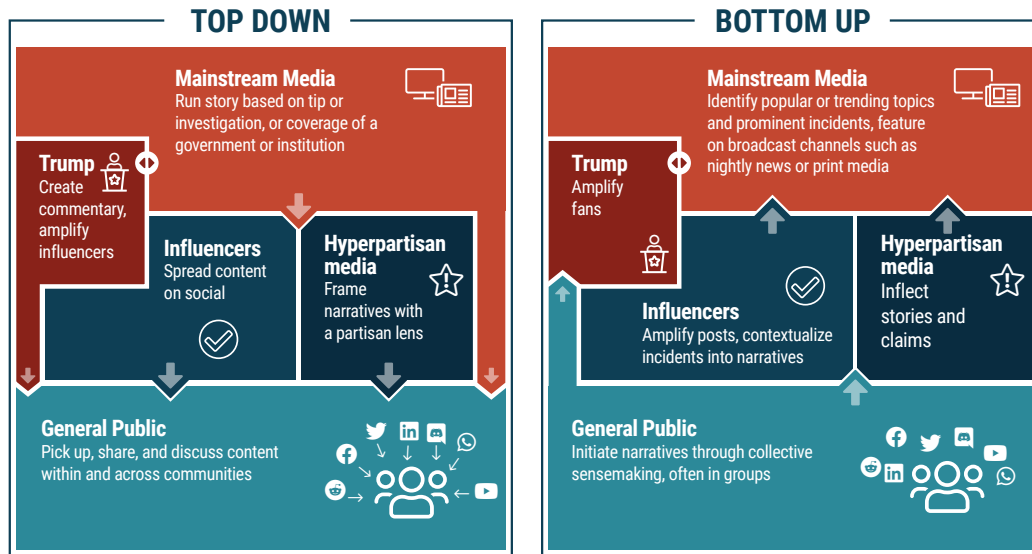 TOP DOWN
Mainstream Media
Run story based on tip or
investigation, or coverage of a
government or institution
Trump
Create
commentary,
amplify
influencers
Influencers
Spread content
on social
Hyperpartisan
media
Frame
narratives with
a partisan lens
General Public
Pick up, share, and discuss content
within and across communities
BOTTOM UP
Mainstream Media
Identify popular or trending topics
and prominent incidents, feature
on broadcast channels such as
nightly news or print media
Trump
Amplify
fans
Influencers
Amplify posts, contextualize
incidents into narratives
Hyperpartisan
media
Inflect
stories and
claims
General Public
Initiate narratives through collective
sensemaking, often in groups